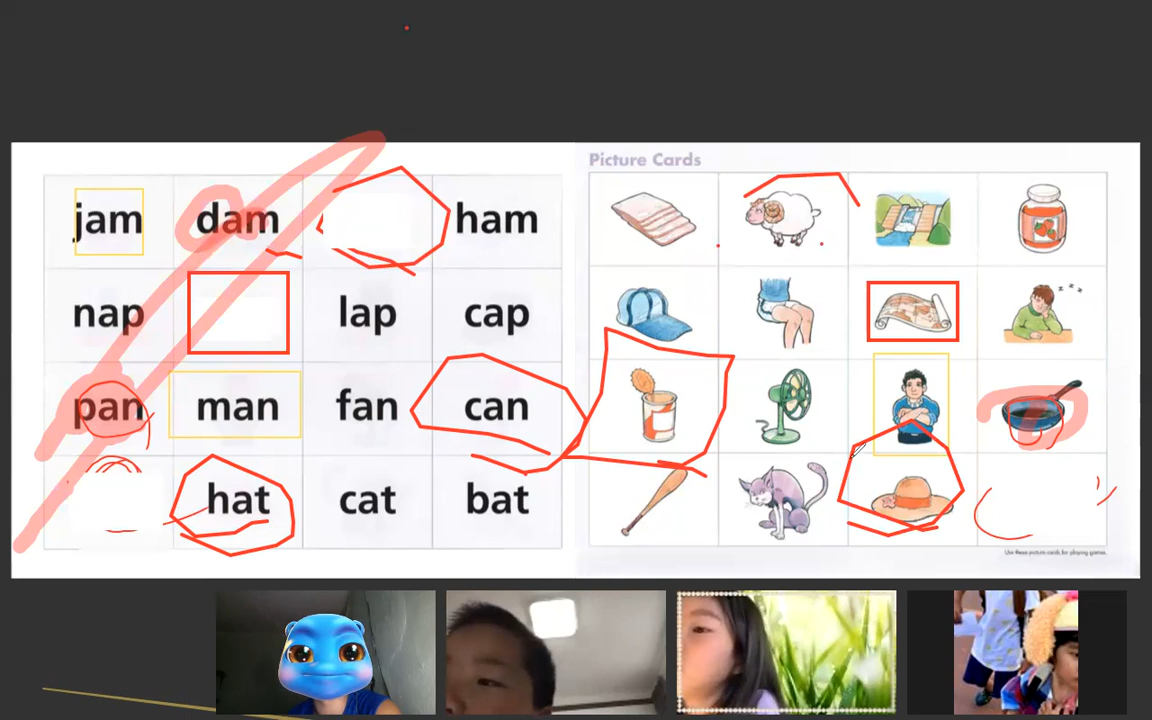 Picture Cards
jam dam ham
nap lap cap
pan man fan can
hat cat bat
Use these picture cards for playing games.